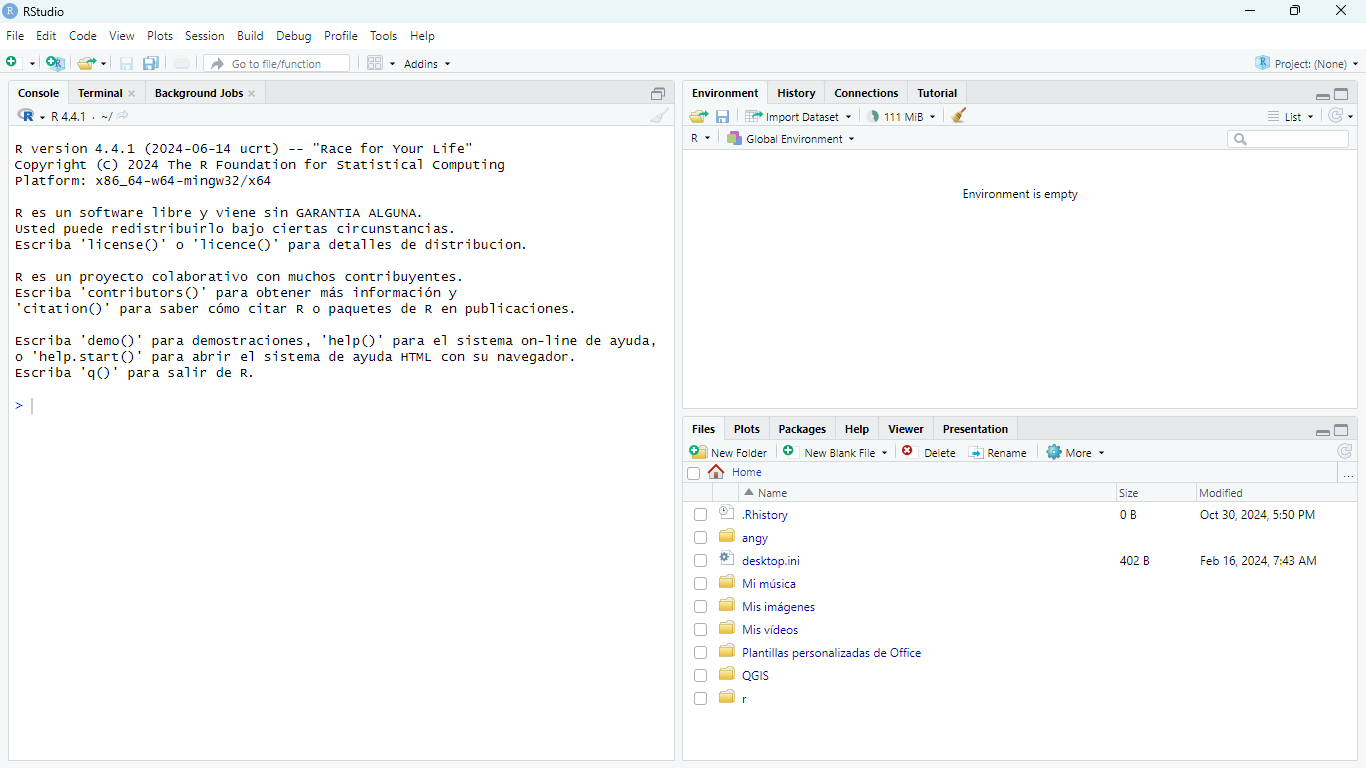 RStudio
File Edit Code View Plots Session Build Debug Profile Tools Help
Go to file/function Addins Project: (None)
Console Terminal Background Jobs
R 4.4.1 · ~/
R version 4.4.1 (2024-06-14 ucrt) -- "Race for Your Life"
Copyright (C) 2024 The R Foundation for Statistical Computing
Platform: x86_64-w64-mingw32/x64
R es un software libre y viene sin GARANTIA ALGUNA.
Usted puede redistribuirlo bajo ciertas circunstancias.
Escriba 'license()' o 'licence()' para detalles de distribucion.
R es un proyecto colaborativo con muchos contribuyentes.
Escriba 'contributors()' para obtener más información y
'citation()' para saber cómo citar R o paquetes de R en publicaciones.
Escriba 'demo()' para demostraciones, 'help()' para el sistema on-line de ayuda,
o 'help.start()' para abrir el sistema de ayuda HTML con su navegador.
Escriba 'q()' para salir de R.
>
Environment History Connections Tutorial
Import Dataset 111 MiB List
R Global Environment
Environment is empty
Files Plots Packages Help Viewer Presentation
New Folder New Blank File Delete Rename More
Home ...
Name Size Modified
.Rhistory 0 B Oct 30, 2024, 5:50 PM
angy
desktop.ini 402 B Feb 16, 2024, 7:43 AM
Mi música
Mis imágenes
Mis vídeos
Plantillas personalizadas de Office
QGIS
r